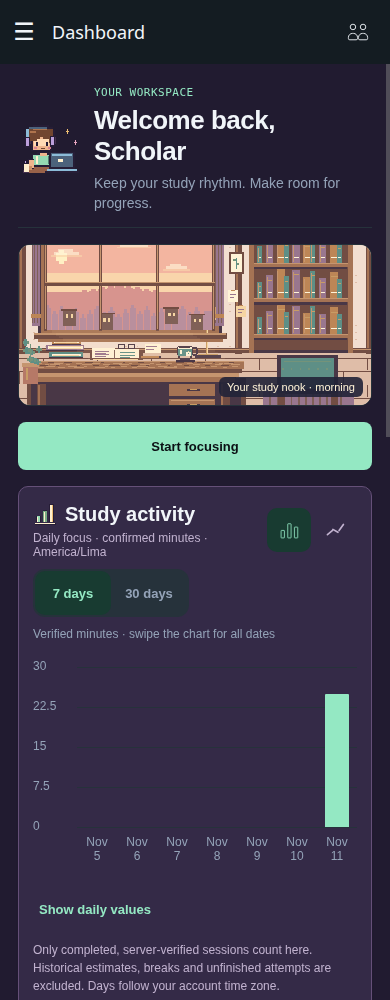 Dashboard
YOUR WORKSPACE
Welcome back,
Scholar
Keep your study rhythm. Make room for
progress.
Your study nook · morning
Start focusing
Study activity
Daily focus · confirmed minutes ·
America/Lima
7 days
30 days
Verified minutes · swipe the chart for all dates
30
22.5
15
7.5
0
Nov 5
Nov 6
Nov 7
Nov 8
Nov 9
Nov 10
Nov 11
Show daily values
Only completed, server-verified sessions count here.
Historical estimates, breaks and unfinished attempts are
excluded. Days follow your account time zone.